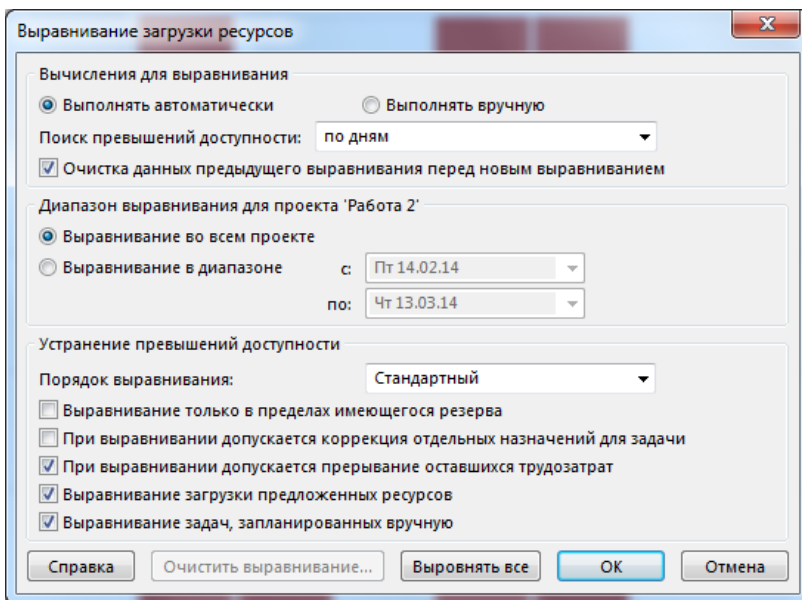 Выравнивание загрузки ресурсов
Вычисления для выравнивания
Выполнять автоматически Выполнять вручную
Поиск превышений доступности: по дням
Очистка данных предыдущего выравнивания перед новым выравниванием
Диапазон выравнивания для проекта 'Работа 2'
Выравнивание во всем проекте
Выравнивание в диапазоне с: Пт 14.02.14
по: Чт 13.03.14
Устранение превышений доступности
Порядок выравнивания: Стандартный
Выравнивание только в пределах имеющегося резерва
При выравнивании допускается коррекция отдельных назначений для задачи
При выравнивании допускается прерывание оставшихся трудозатрат
Выравнивание загрузки предложенных ресурсов
Выравнивание задач, запланированных вручную
Справка Очистить выравнивание... Выровнять все ОК Отмена